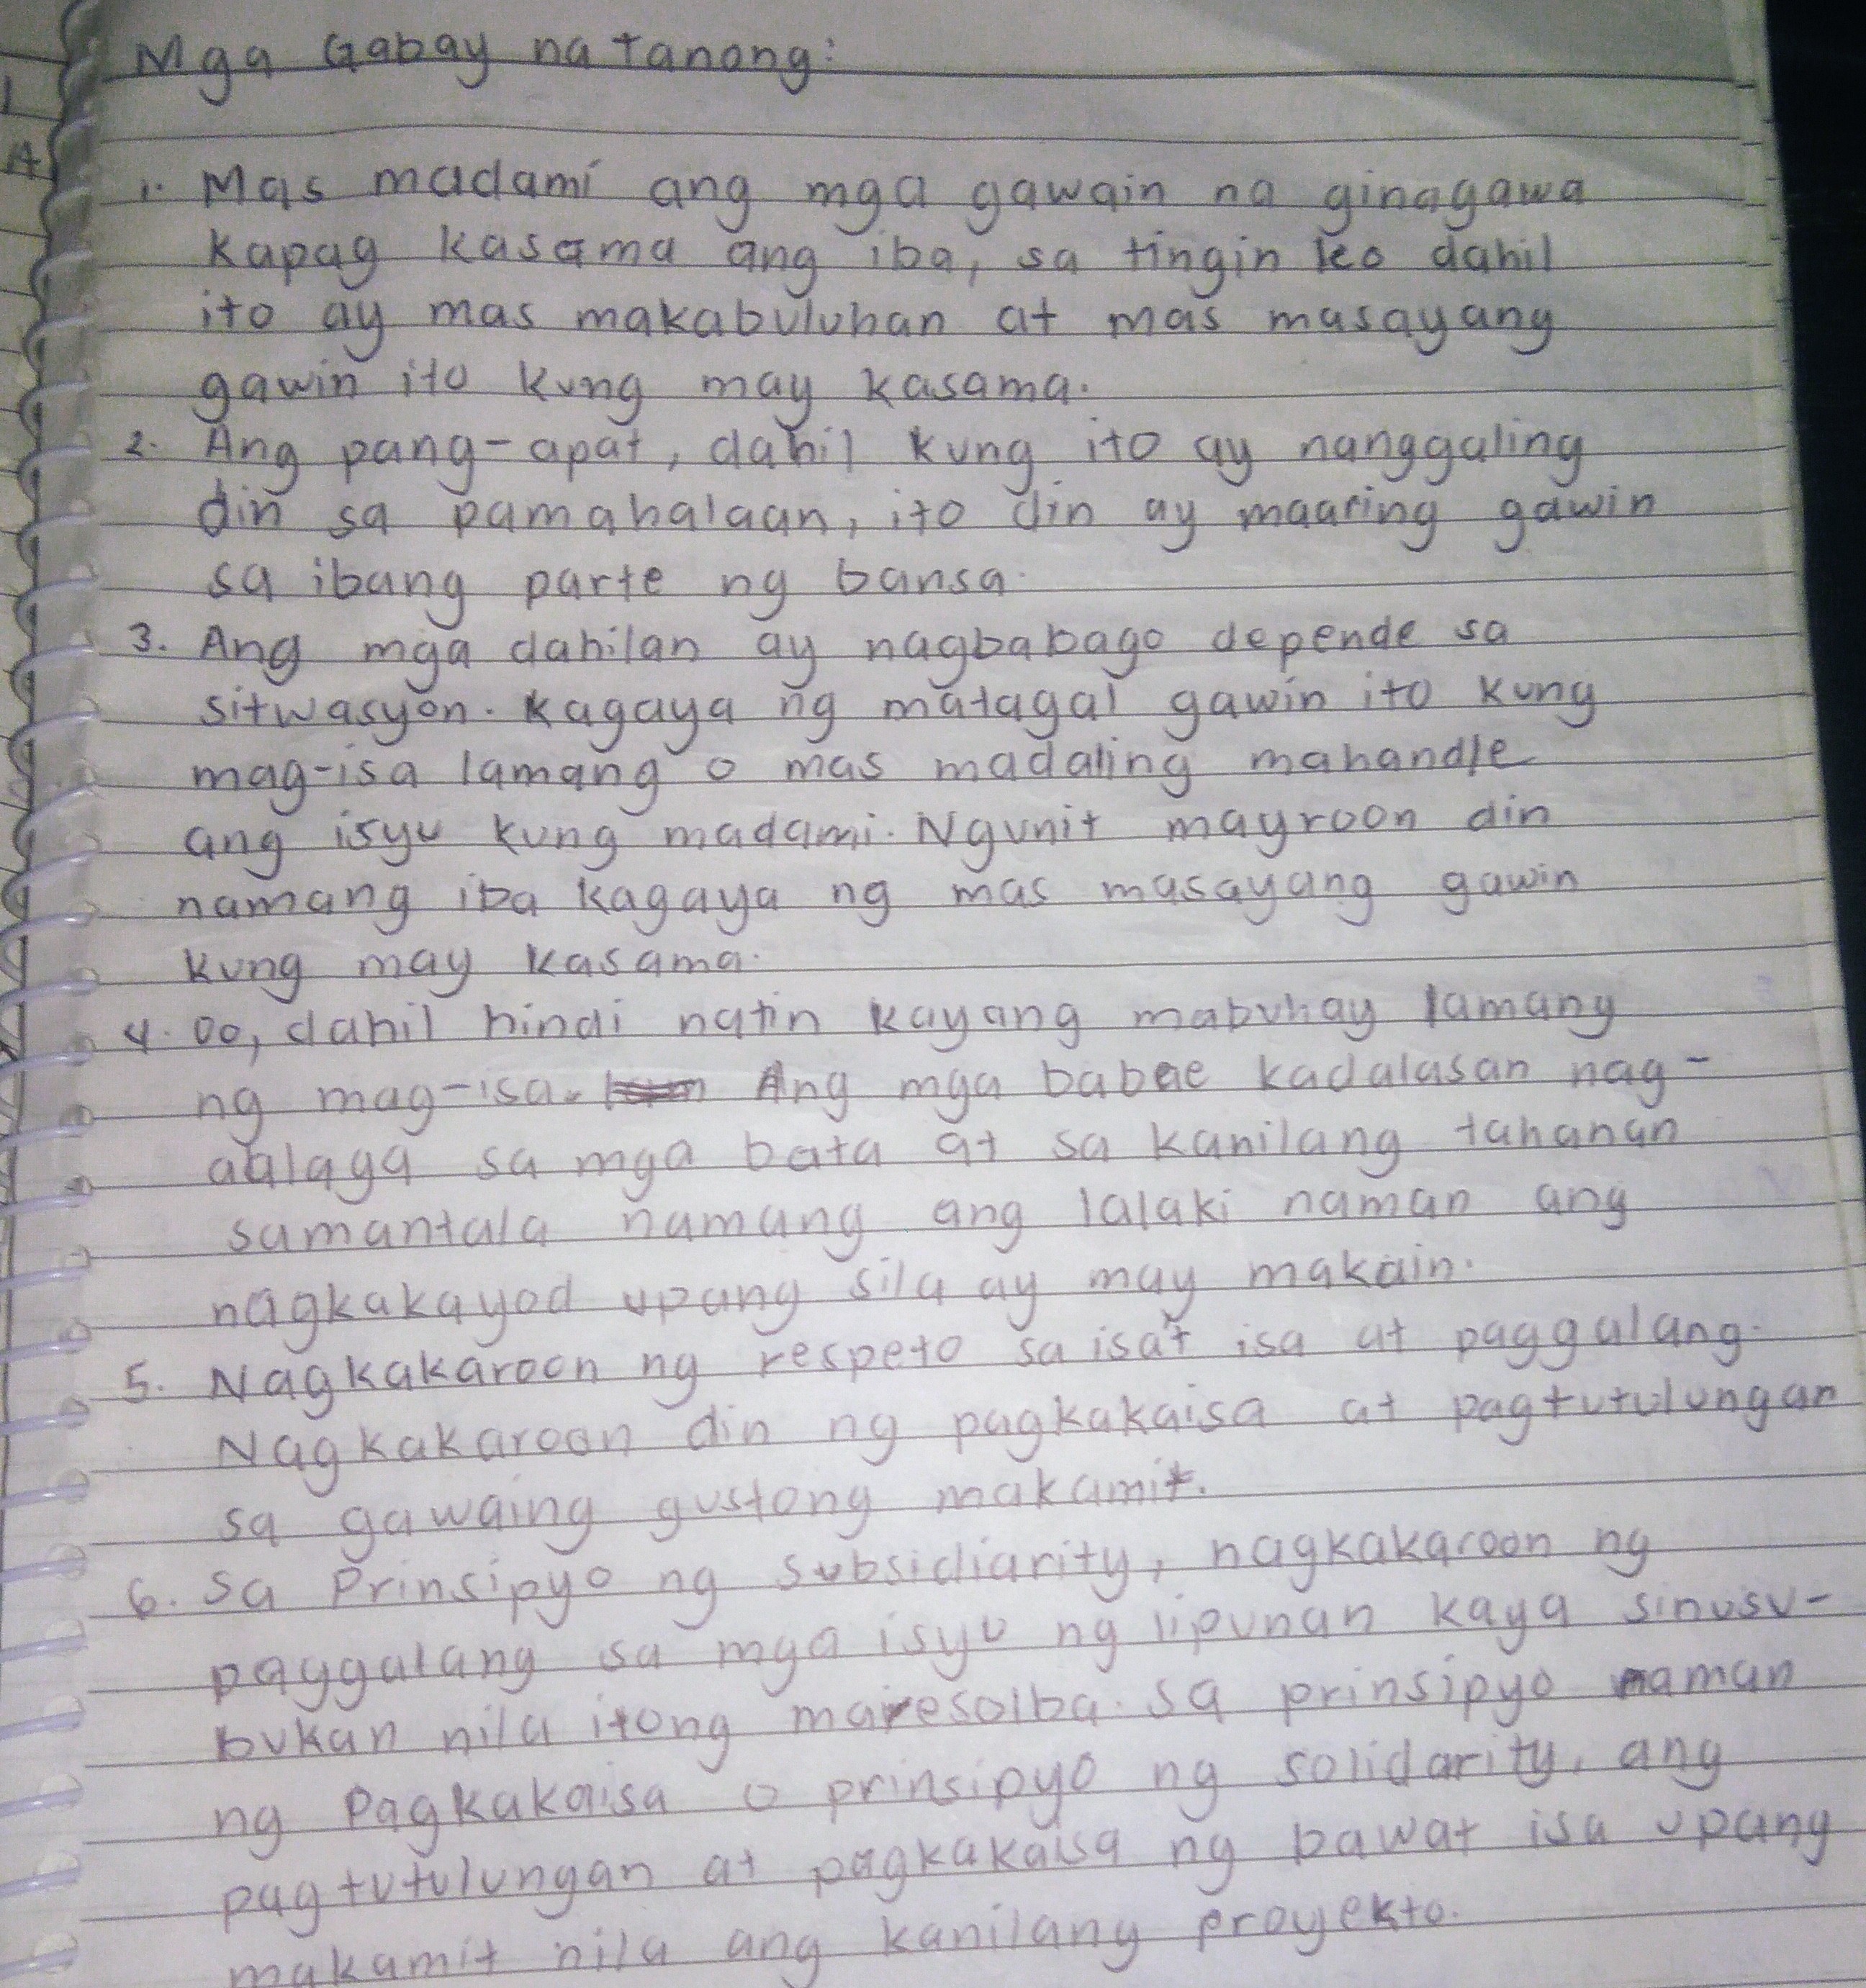 Mga Gabay na Tanong:
1. Mas madami ang mga gawain na ginagawa
kapag kasama ang iba, sa tingin ko dahil
ito ay mas makabuluhan at mas masayang
gawin ito kung may kasama.
2. Ang pang-apat, dahil kung ito ay nanggaling
din sa pamahalaan, ito din ay maaring gawin
sa ibang parte ng bansa.
3. Ang mga dahilan ay nagbabago depende sa
sitwasyon. Kagaya ng matagal gawin ito kung
mag-isa lamang o mas madaling mahandle
ang isyu kung madami. Ngunit mayroon din
namang iba kagaya ng mas masayang gawin
kung may kasama.
4. Oo, dahil hindi natin kayang mabuhay lamang
ng mag-isa. Ang mga babae kadalasan nag-
aalaga sa mga bata at sa kanilang tahanan
samantala namang ang lalaki naman ang
nagkakayod upang sila ay may makain.
5. Nagkakaroon ng respeto sa isa't isa at paggalang.
Nagkakaroon din ng pagkakaisa at pagtutulungan
sa gawaing gustong makamit.
6. Sa Prinsipyo ng Subsidiarity, nagkakaroon ng
paggalang sa mga isyu ng lipunan kaya sinusu-
bukan nila itong maresolba. Sa prinsipyo naman
ng Pagkakaisa o prinsipyo ng solidarity, ang
pagtutulungan at pagkakaisa ng bawat isa upang
makamit nila ang kanilang proyekto.